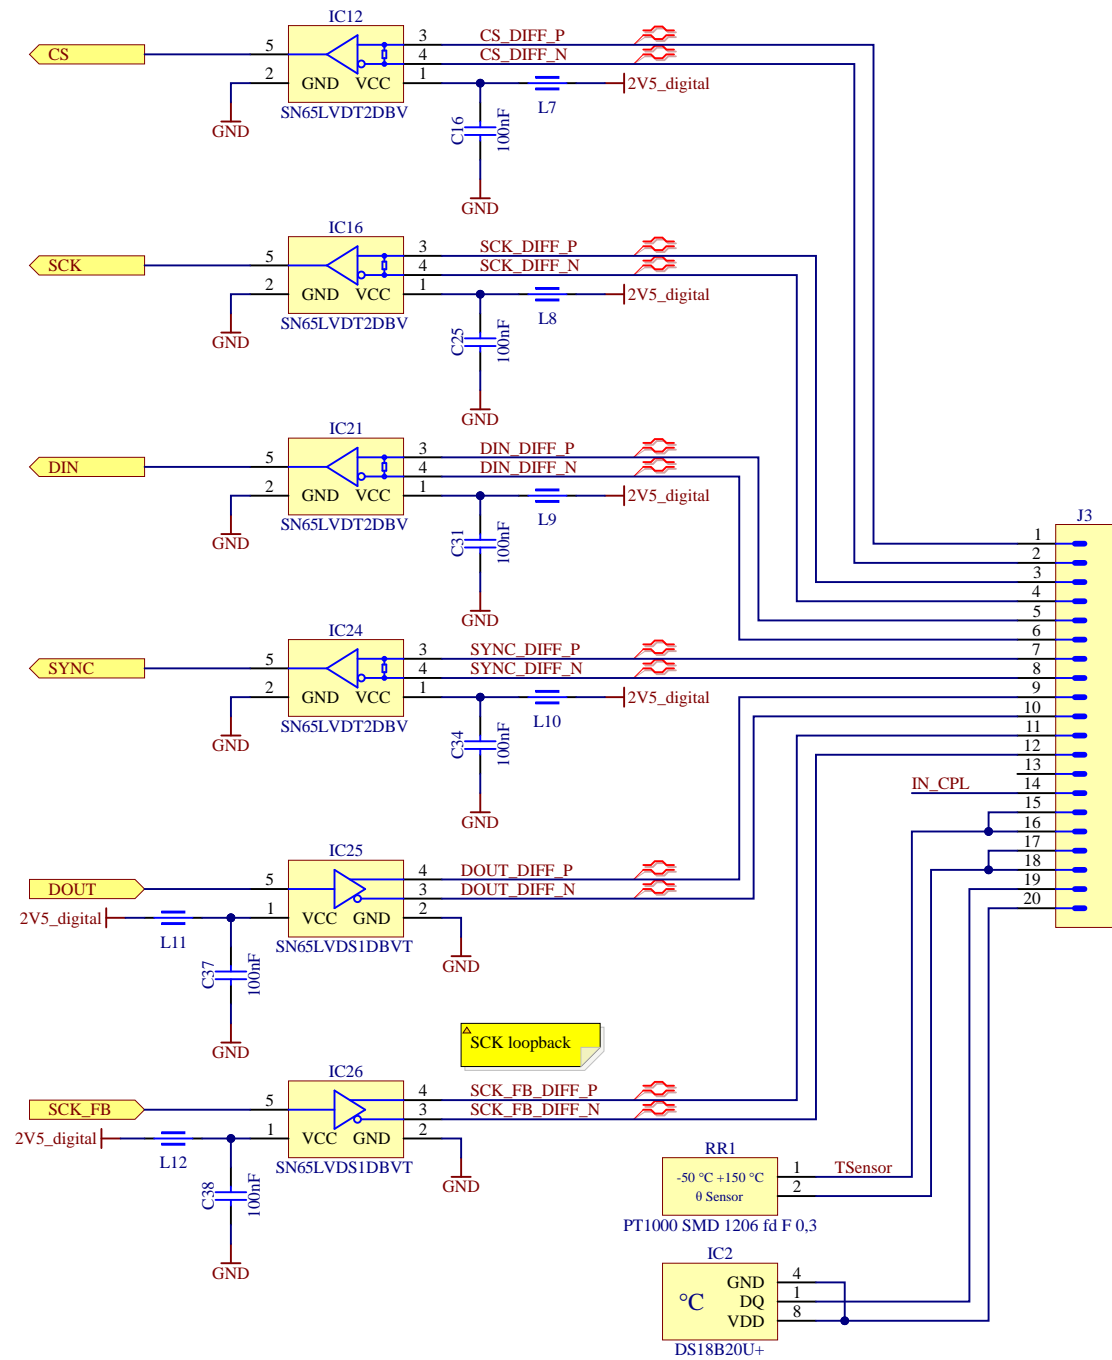 IC12
CS
5
3
CS_DIFF_P
4
CS_DIFF_N
2
GND
VCC
1
2V5_digital
L7
SN65LVDT2DBV
GND
C16
100nF
GND
IC16
SCK
5
3
SCK_DIFF_P
4
SCK_DIFF_N
2
GND
VCC
1
2V5_digital
L8
SN65LVDT2DBV
GND
C25
100nF
GND
IC21
DIN
5
3
DIN_DIFF_P
4
DIN_DIFF_N
2
GND
VCC
1
2V5_digital
L9
SN65LVDT2DBV
GND
C31
100nF
GND
IC24
SYNC
5
3
SYNC_DIFF_P
4
SYNC_DIFF_N
2
GND
VCC
1
2V5_digital
L10
SN65LVDT2DBV
GND
C34
100nF
GND
J3
1
2
3
4
5
6
7
8
9
10
11
12
13
IN_CPL
14
15
16
17
18
19
20
IC25
DOUT
5
4
DOUT_DIFF_P
3
DOUT_DIFF_N
2V5_digital
1
VCC
GND
2
L11
SN65LVDS1DBVT
GND
C37
100nF
GND
SCK loopback
IC26
SCK_FB
5
4
SCK_FB_DIFF_P
3
SCK_FB_DIFF_N
2V5_digital
1
VCC
GND
2
L12
SN65LVDS1DBVT
GND
C38
100nF
GND
RR1
-50 °C +150 °C
θ Sensor
1
TSensor
2
PT1000 SMD 1206 fd F 0,3
IC2
°C
GND
4
DQ
1
VDD
8
DS18B20U+